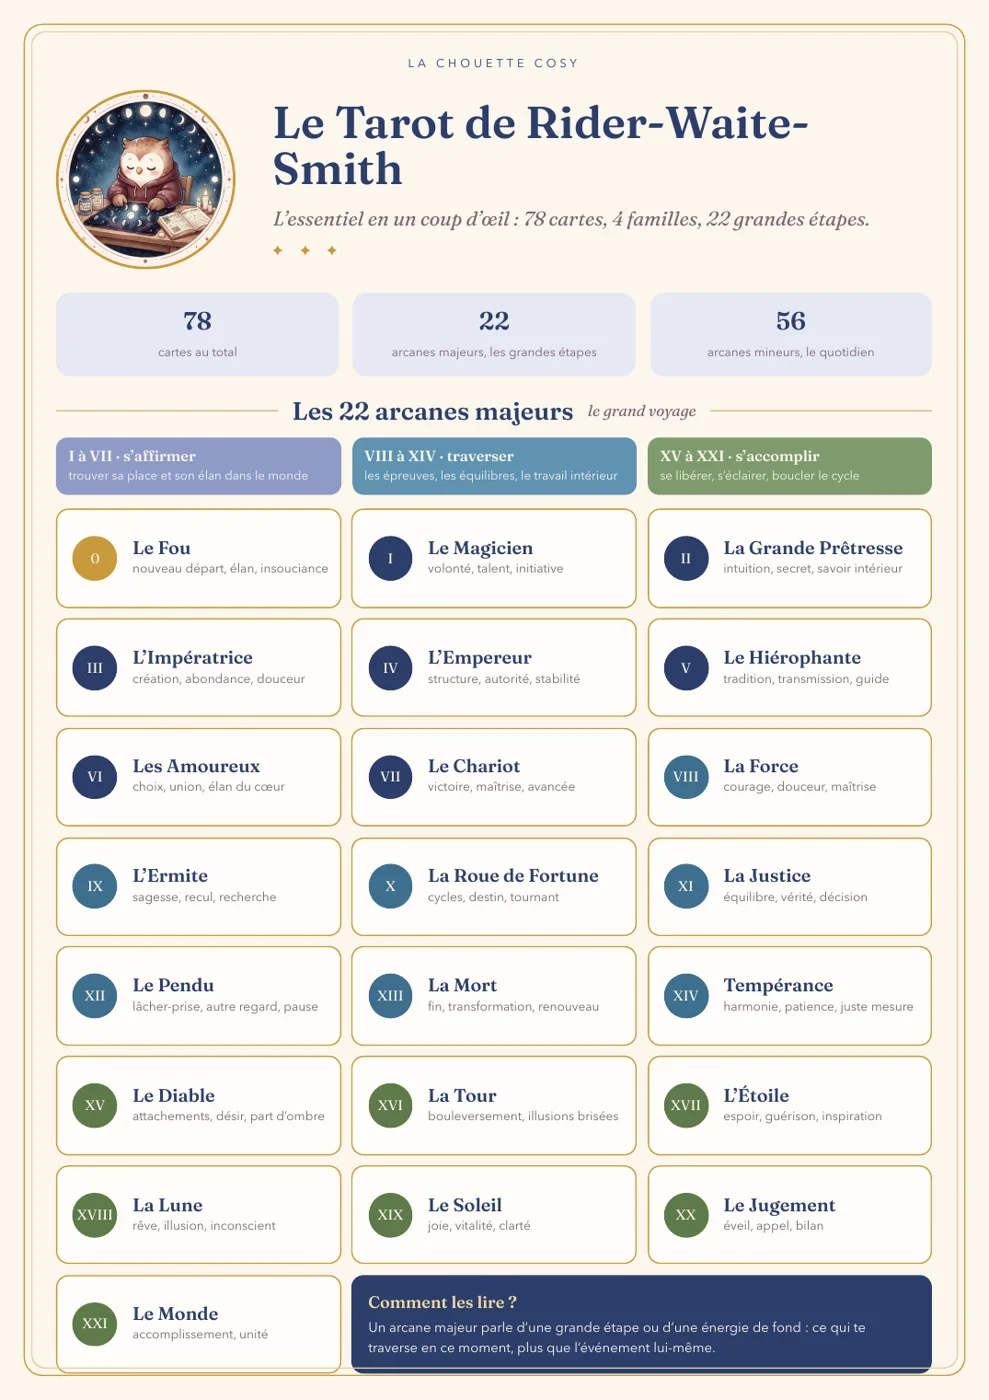 LA CHOUETTE COSY
Le Tarot de Rider-Waite-
Smith
L’essentiel en un coup d’œil : 78 cartes, 4 familles, 22 grandes étapes.
78
cartes au total
22
arcanes majeurs, les grandes étapes
56
arcanes mineurs, le quotidien
Les 22 arcanes majeurs le grand voyage
I à VII · s’affirmer
trouver sa place et son élan dans le monde
VIII à XIV · traverser
les épreuves, les équilibres, le travail intérieur
XV à XXI · s’accomplir
se libérer, s’éclairer, boucler le cycle
0
Le Fou
nouveau départ, élan, insouciance
I
Le Magicien
volonté, talent, initiative
II
La Grande Prêtresse
intuition, secret, savoir intérieur
III
L’Impératrice
création, abondance, douceur
IV
L’Empereur
structure, autorité, stabilité
V
Le Hiérophante
tradition, transmission, guide
VI
Les Amoureux
choix, union, élan du cœur
VII
Le Chariot
victoire, maîtrise, avancée
VIII
La Force
courage, douceur, maîtrise
IX
L’Ermite
sagesse, recul, recherche
X
La Roue de Fortune
cycles, destin, tournant
XI
La Justice
équilibre, vérité, décision
XII
Le Pendu
lâcher-prise, autre regard, pause
XIII
La Mort
fin, transformation, renouveau
XIV
Tempérance
harmonie, patience, juste mesure
XV
Le Diable
attachements, désir, part d’ombre
XVI
La Tour
bouleversement, illusions brisées
XVII
L’Étoile
espoir, guérison, inspiration
XVIII
La Lune
rêve, illusion, inconscient
XIX
Le Soleil
joie, vitalité, clarté
XX
Le Jugement
éveil, appel, bilan
XXI
Le Monde
accomplissement, unité
Comment les lire ?
Un arcane majeur parle d’une grande étape ou d’une énergie de fond : ce qui te
traverse en ce moment, plus que l’événement lui-même.